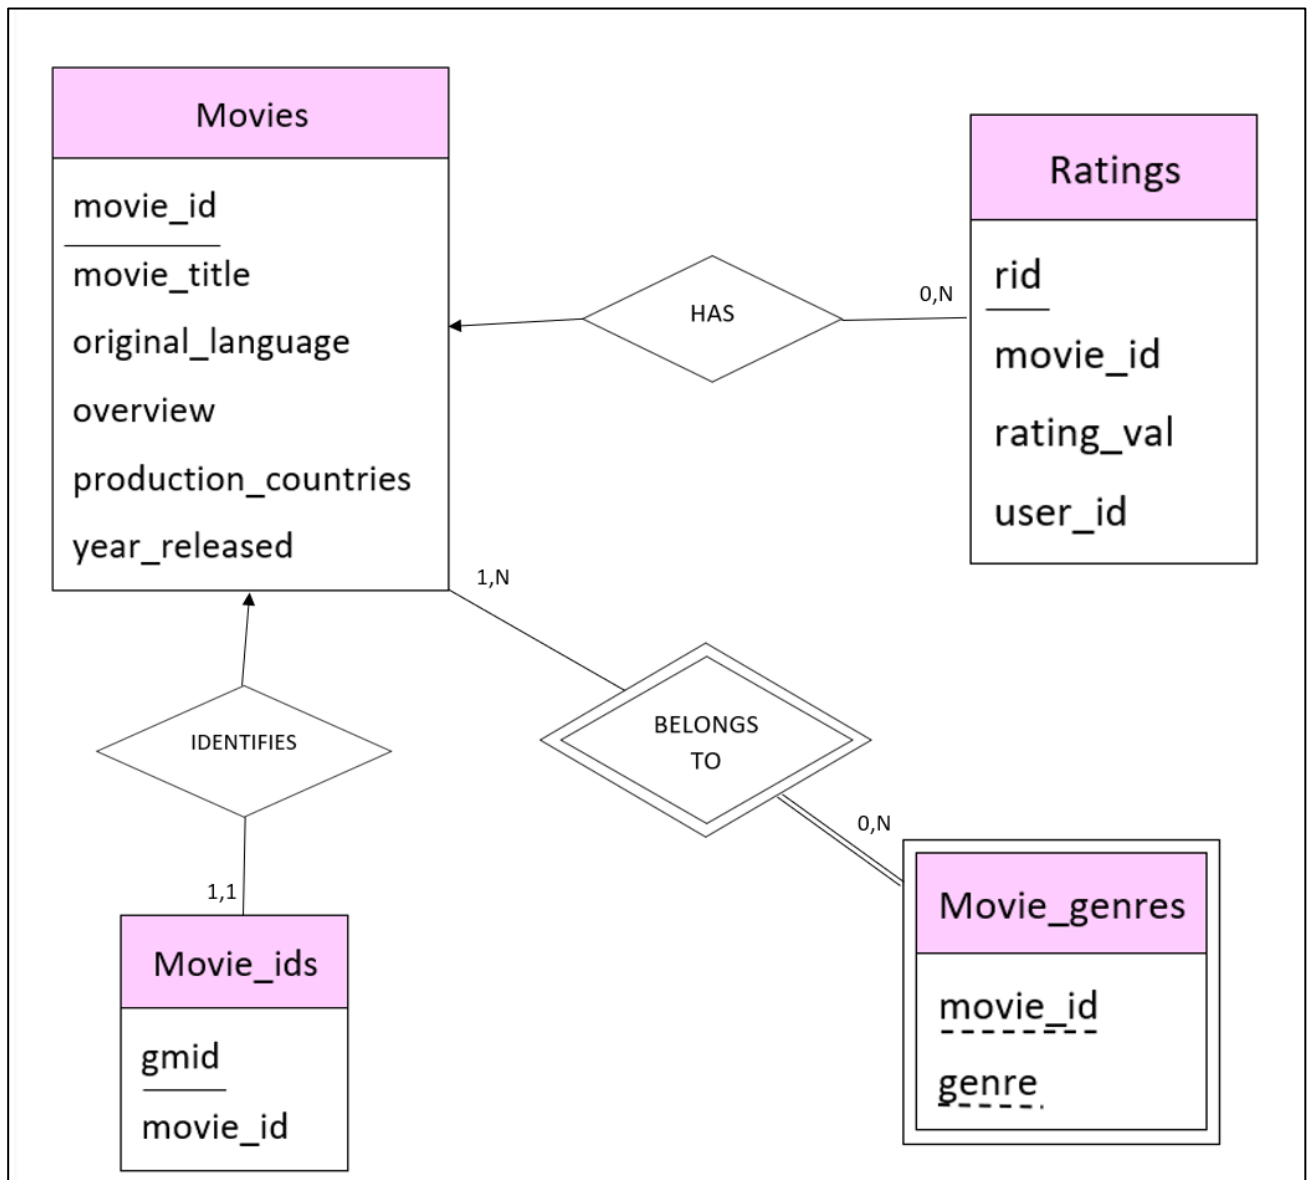 Movies
movie_id
movie_title
original_language
overview
production_countries
year_released
HAS
0,N
Ratings
rid
movie_id
rating_val
user_id
1,N
IDENTIFIES
1,1
BELONGS
TO
0,N
Movie_ids
gmid
movie_id
Movie_genres
movie_id
genre